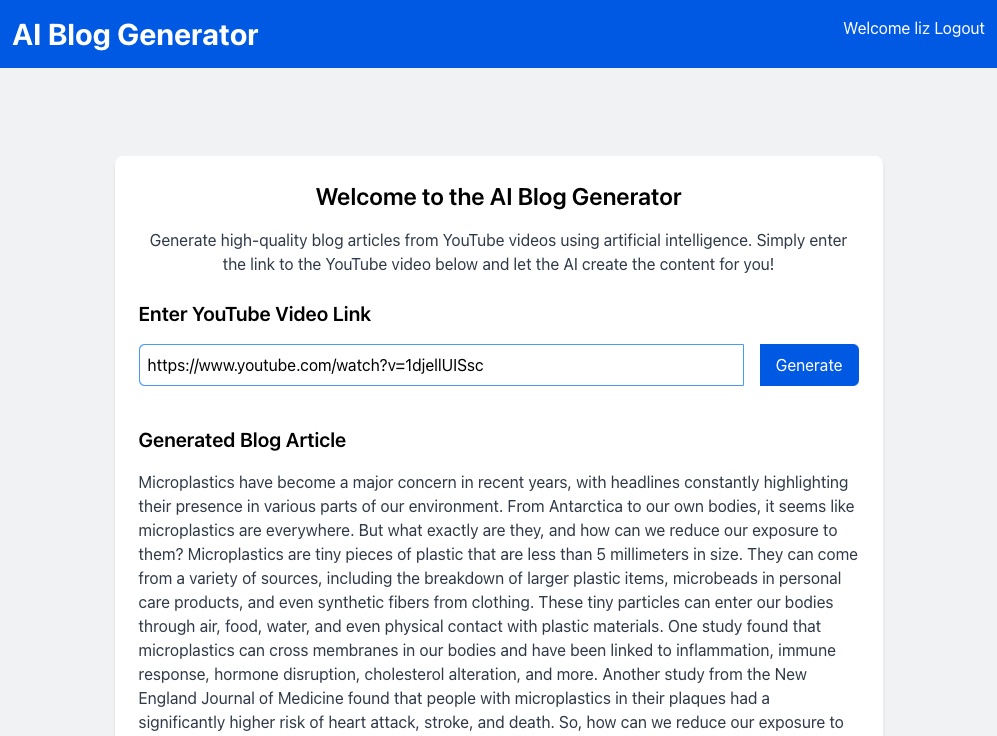 AI Blog Generator
Welcome liz Logout
Welcome to the AI Blog Generator
Generate high-quality blog articles from YouTube videos using artificial intelligence. Simply enter
the link to the YouTube video below and let the AI create the content for you!
Enter YouTube Video Link
https://www.youtube.com/watch?v=1djellUISsc
Generate
Generated Blog Article
Microplastics have become a major concern in recent years, with headlines constantly highlighting
their presence in various parts of our environment. From Antarctica to our own bodies, it seems like
microplastics are everywhere. But what exactly are they, and how can we reduce our exposure to
them? Microplastics are tiny pieces of plastic that are less than 5 millimeters in size. They can come
from a variety of sources, including the breakdown of larger plastic items, microbeads in personal
care products, and even synthetic fibers from clothing. These tiny particles can enter our bodies
through air, food, water, and even physical contact with plastic materials. One study found that
microplastics can cross membranes in our bodies and have been linked to inflammation, immune
response, hormone disruption, cholesterol alteration, and more. Another study from the New
England Journal of Medicine found that people with microplastics in their plaques had a
significantly higher risk of heart attack, stroke, and death. So, how can we reduce our exposure to